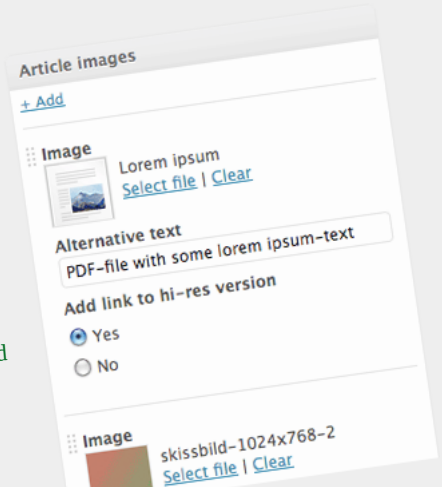 Article images
+ Add
Image
Lorem ipsum
Select file | Clear
Alternative text
PDF-file with some lorem ipsum-text
Add link to hi-res version
Yes
No
d
Image
skissbild-1024x768-2
Select file | Clear